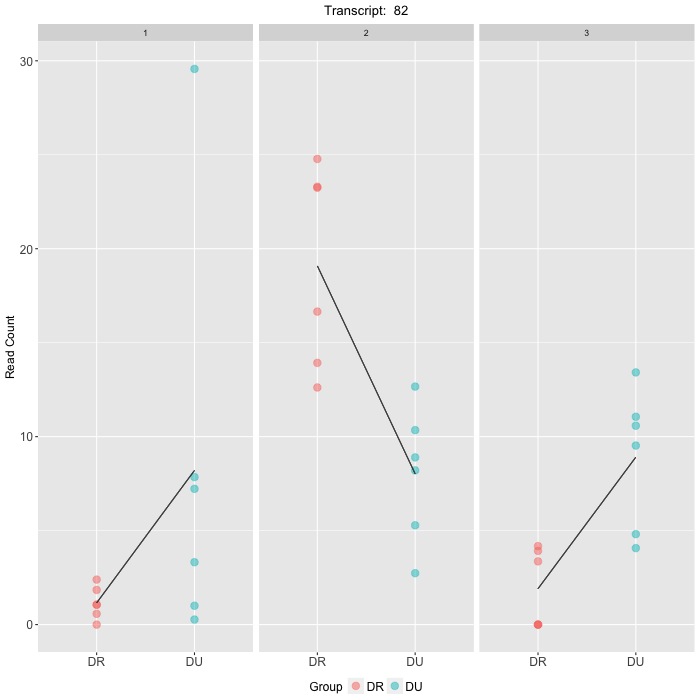 Transcript:  82
1 2 3
30
20
10
0
Read Count
DR DU DR DU DR DU
Group DR DU